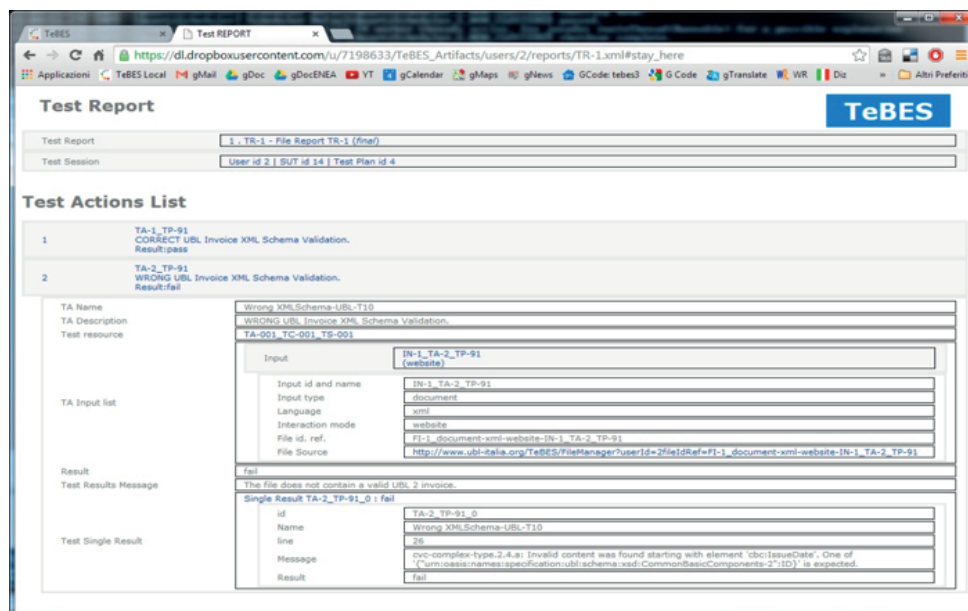 TeBES
Test REPORT
https://dl.dropboxusercontent.com/u/7198633/TeBES_Artifacts/users/2/reports/TR-1.xml#stay_here
Applicazioni TeBES Local gMail gDoc gDocENEA YT gCalendar gMaps gNews GCode: tebes3 G Code gTranslate WR Diz » Altri Preferiti
Test Report
TeBES
Test Report 1 . TR-1 - File Report TR-1 (final)
Test Session User id 2 | SUT id 14 | Test Plan id 4
Test Actions List
1
TA-1_TP-91
CORRECT UBL Invoice XML Schema Validation.
Result:pass
2
TA-2_TP-91
WRONG UBL Invoice XML Schema Validation.
Result:fail
TA Name Wrong XMLSchema-UBL-T10
TA Description WRONG UBL Invoice XML Schema Validation.
Test resource TA-001_TC-001_TS-001
TA Input list
Input IN-1_TA-2_TP-91
(website)
Input id and name IN-1_TA-2_TP-91
Input type document
Language xml
Interaction mode website
File id. ref. FI-1_document-xml-website-IN-1_TA-2_TP-91
File Source http://www.ubl-italia.org/TeBES/FileManager?userId=2fileIdRef=FI-1_document-xml-website-IN-1_TA-2_TP-91
Result fail
Test Results Message The file does not contain a valid UBL 2 invoice.
Test Single Result
Single Result TA-2_TP-91_0 : fail
id TA-2_TP-91_0
Name Wrong XMLSchema-UBL-T10
line 26
Message cvc-complex-type.2.4.a: Invalid content was found starting with element 'cbc:IssueDate'. One of
'{"urn:oasis:names:specification:ubl:schema:xsd:CommonBasicComponents-2":ID}' is expected.
Result fail